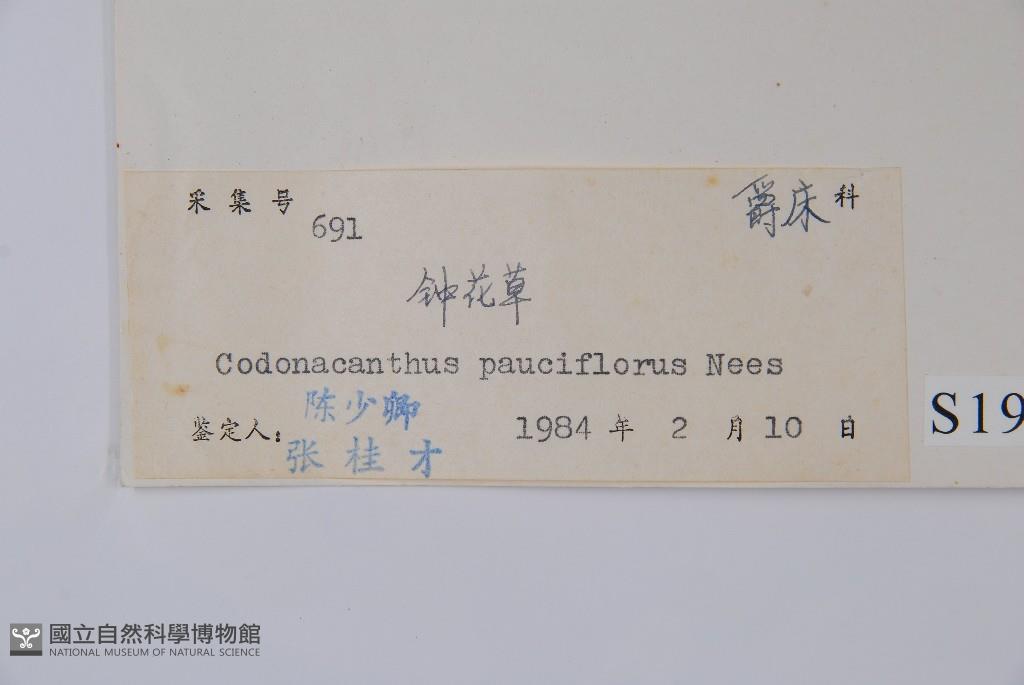 采集号 691 爵床科
钟花草
Codonacanthus pauciflorus Nees
鉴定人: 陈少卿 1984 年 2 月 10 日
张桂才
S19
國立自然科學博物館
NATIONAL MUSEUM OF NATURAL SCIENCE